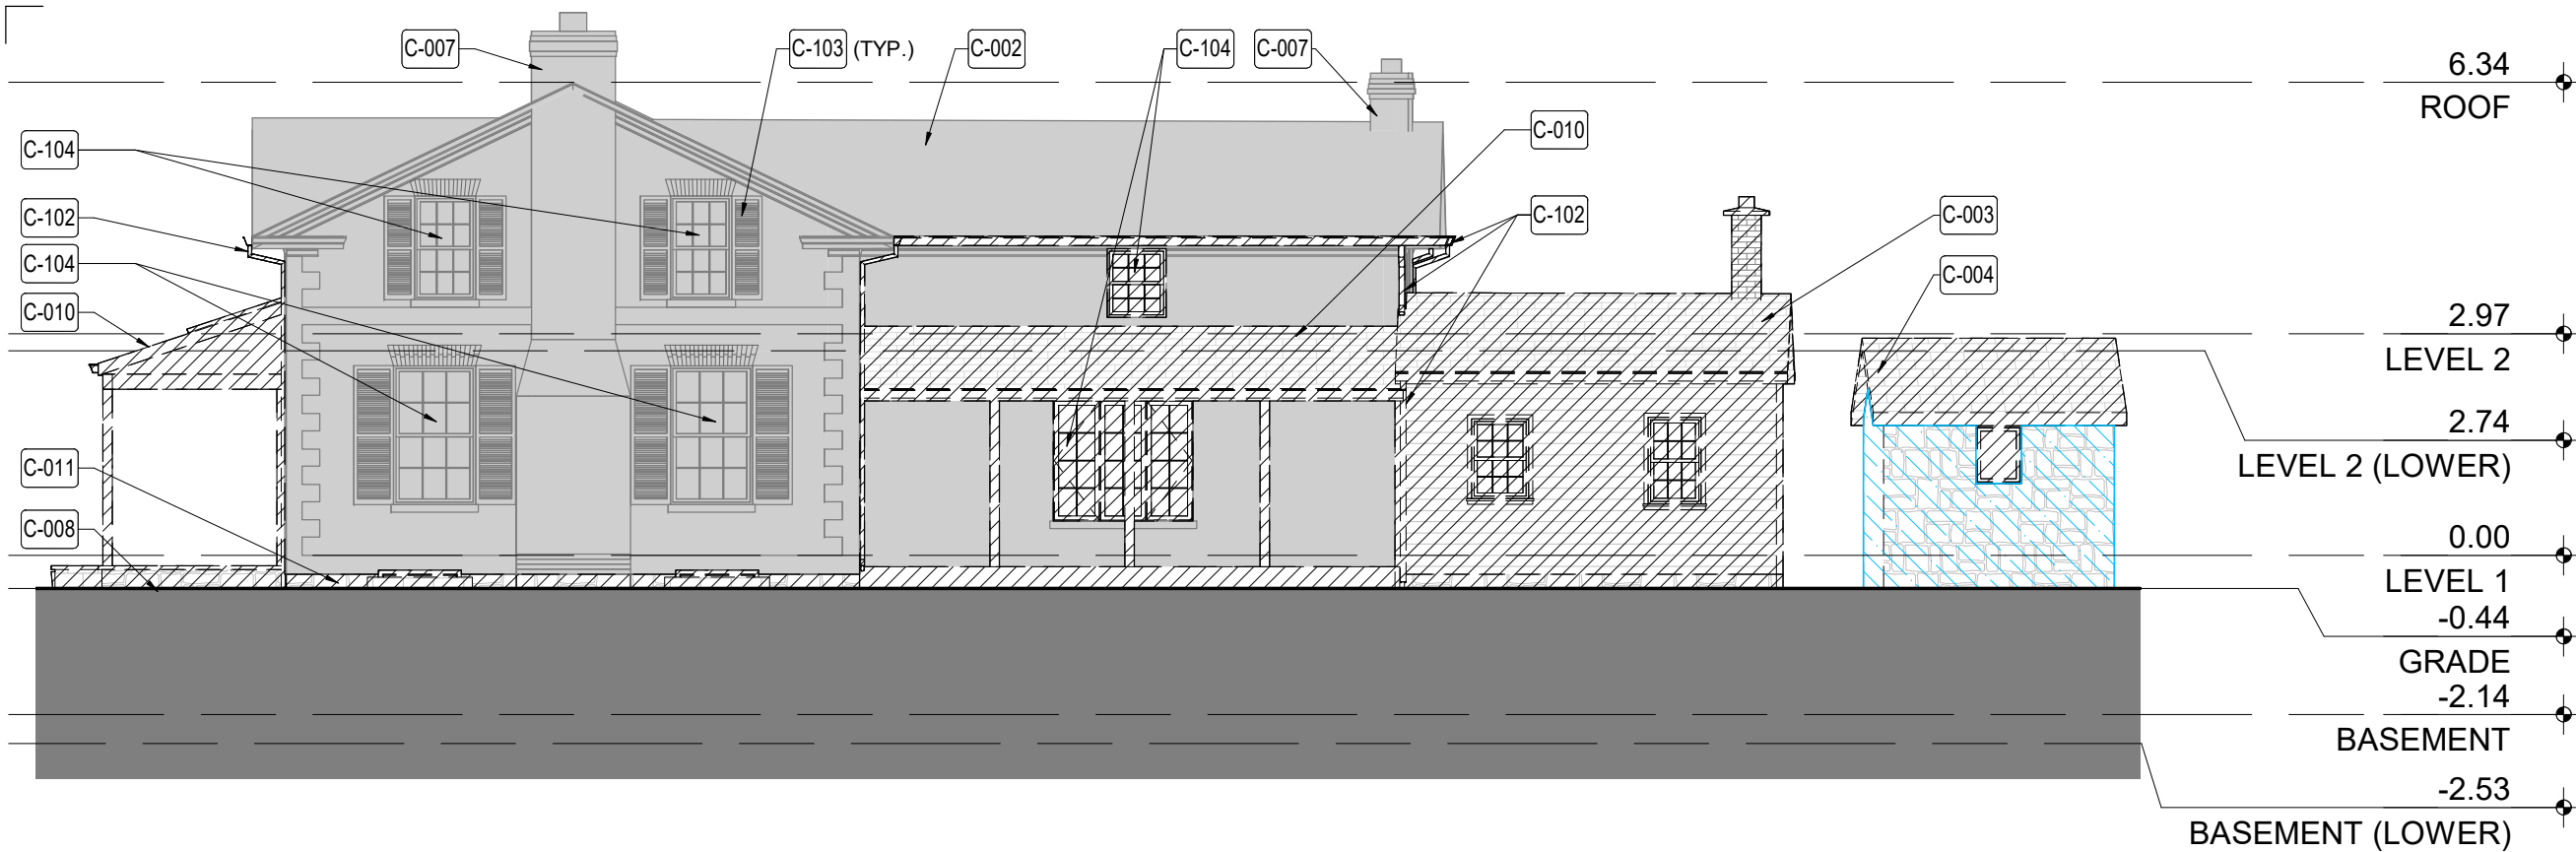 C-007
C-103 (TYP.)
C-002
C-104
C-007
6.34
ROOF
C-010
C-104
C-102
C-102
C-003
C-104
C-004
C-010
2.97
LEVEL 2
2.74
LEVEL 2 (LOWER)
C-011
C-008
0.00
LEVEL 1
-0.44
GRADE
-2.14
BASEMENT
-2.53
BASEMENT (LOWER)